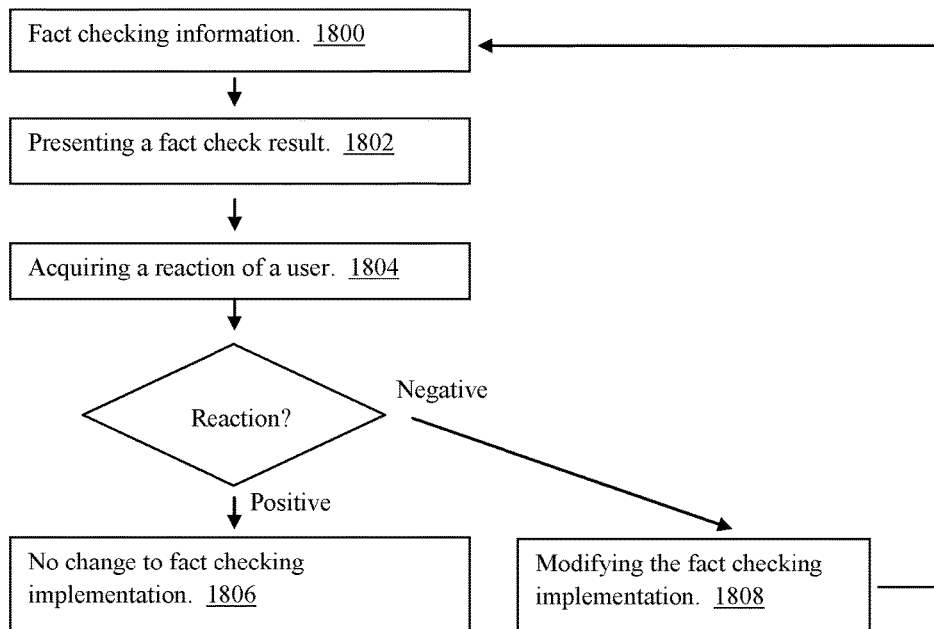 Fact checking information. 1800
Presenting a fact check result. 1802
Acquiring a reaction of a user. 1804
Negative
Reaction?
Positive
No change to fact checking
implementation. 1806
Modifying the fact checking
implementation. 1808